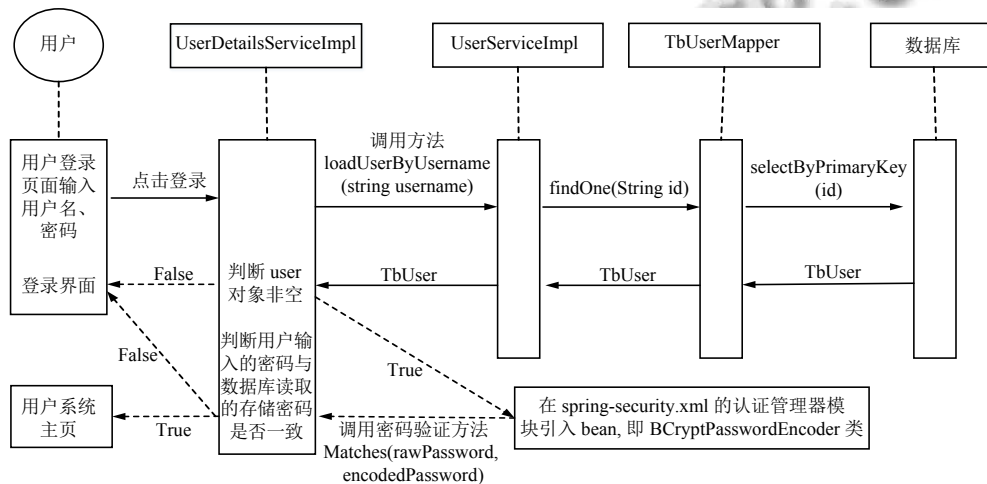 用户
UserDetailsServiceImpl
UserServiceImpl
TbUserMapper
数据库
用户登录
页面输入
用户名、
密码
登录界面
点击登录
调用方法
loadUserByUsername
(string username)
findOne(String id)
selectByPrimaryKey
(id)
False
判断 user
对象非空
TbUser
TbUser
TbUser
False
判断用户输
入的密码与
数据库读取
的存储密码
是否一致
True
用户系统
主页
True
调用密码验证方法
Matches(rawPassword,
encodedPassword)
在 spring-security.xml 的认证管理器模
块引入 bean, 即 BCryptPasswordEncoder 类